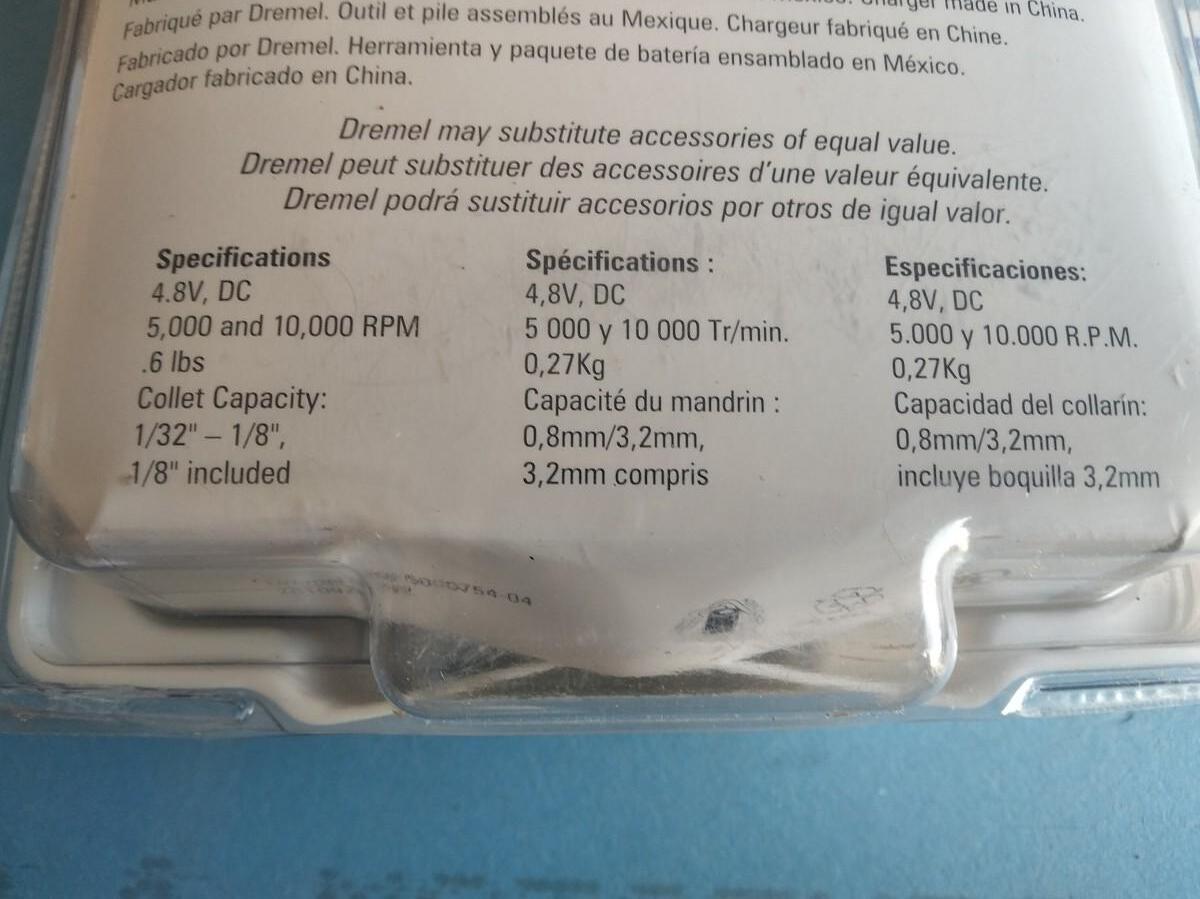 made in China.
Fabriqué par Dremel. Outil et pile assemblés au Mexique. Chargeur fabriqué en Chine.
Fabricado por Dremel. Herramienta y paquete de batería ensamblado en México.
Cargador fabricado en China.
Dremel may substitute accessories of equal value.
Dremel peut substituer des accessoires d'une valeur équivalente.
Dremel podrá sustituir accesorios por otros de igual valor.
Specifications
4.8V, DC
5,000 and 10,000 RPM
.6 lbs
Collet Capacity:
1/32" – 1/8",
1/8" included
Spécifications :
4,8V, DC
5 000 y 10 000 Tr/min.
0,27Kg
Capacité du mandrin :
0,8mm/3,2mm,
3,2mm compris
Especificaciones:
4,8V, DC
5.000 y 10.000 R.P.M.
0,27Kg
Capacidad del collarín:
0,8mm/3,2mm,
incluye boquilla 3,2mm